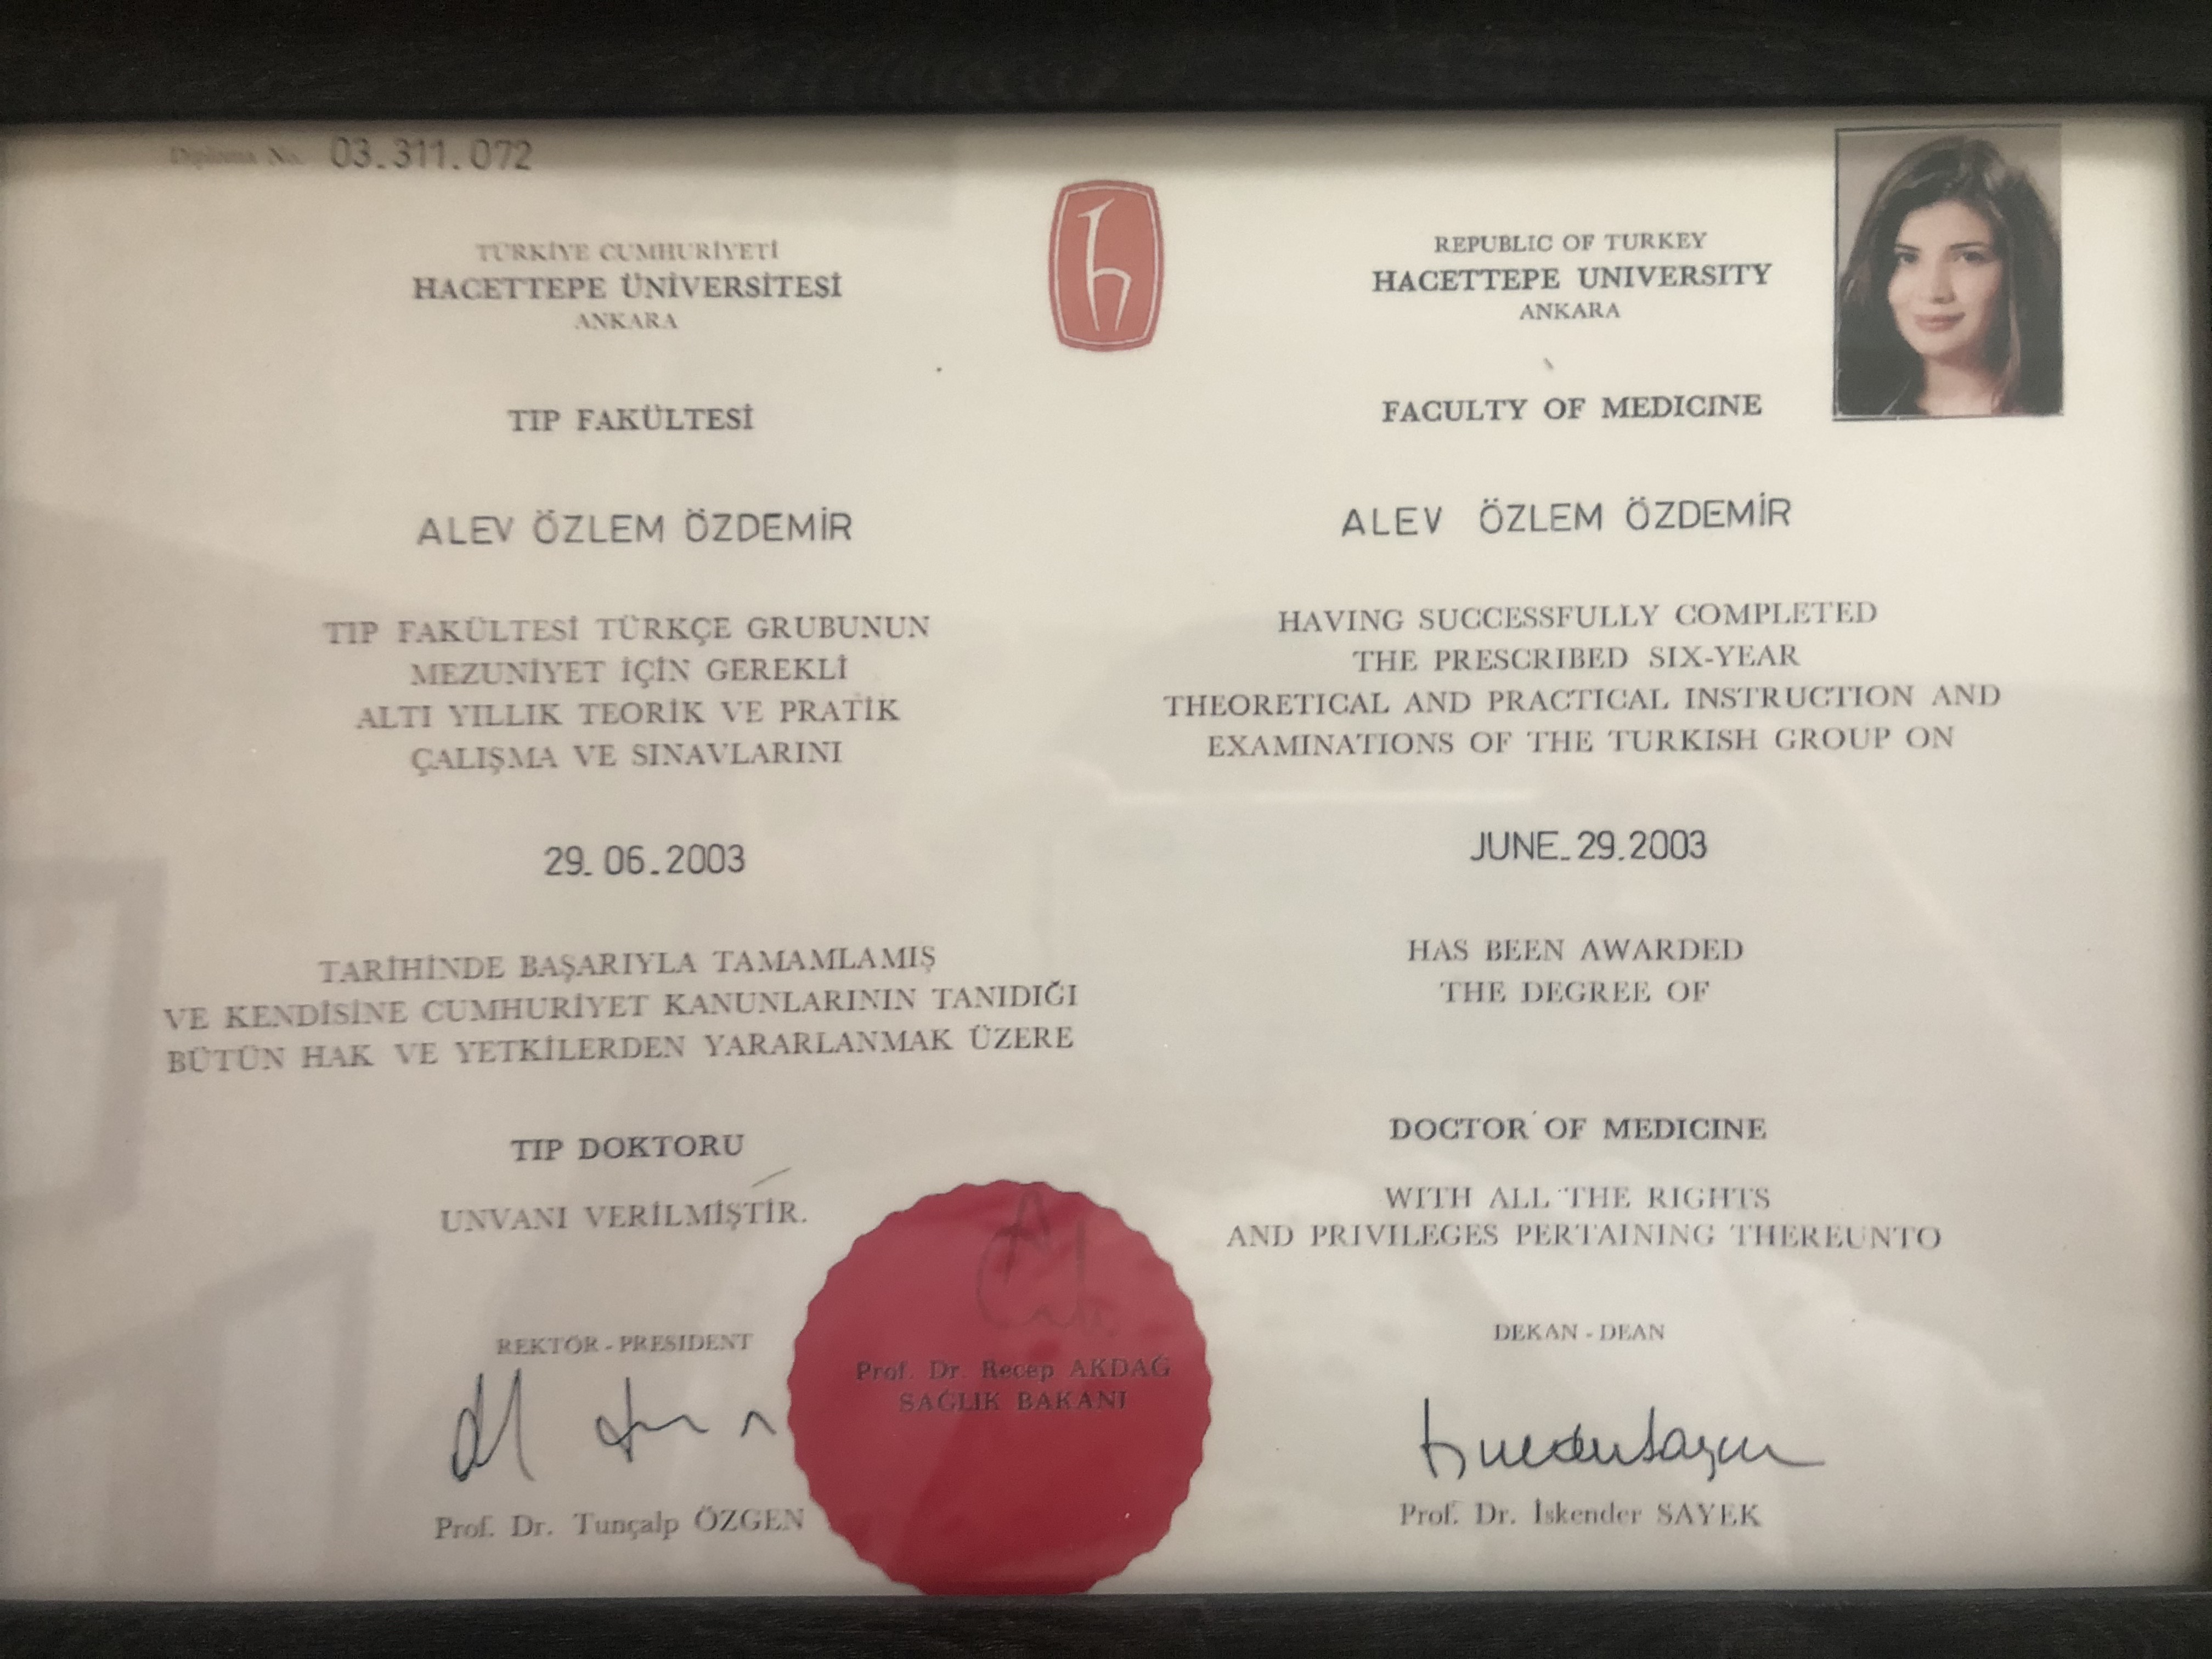 Diploma No. 03.311.072
TÜRKİYE CUMHURİYETİ
HACETTEPE ÜNİVERSİTESİ
ANKARA
TIP FAKÜLTESİ
ALEV ÖZLEM ÖZDEMİR
TIP FAKÜLTESİ TÜRKÇE GRUBUNUN
MEZUNİYET İÇİN GEREKLİ
ALTI YILLIK TEORİK VE PRATİK
ÇALIŞMA VE SINAVLARINI
29.06.2003
TARİHİNDE BAŞARIYLA TAMAMLAMIŞ
VE KENDİSİNE CUMHURİYET KANUNLARININ TANIDIĞI
BÜTÜN HAK VE YETKİLERDEN YARARLANMAK ÜZERE
TIP DOKTORU
UNVANI VERİLMİŞTİR.
REKTÖR - PRESIDENT
Prof. Dr. Tunçalp ÖZGEN
h
Prof. Dr. Recep AKDAĞ
SAĞLIK BAKANI
REPUBLIC OF TURKEY
HACETTEPE UNIVERSITY
ANKARA
FACULTY OF MEDICINE
ALEV ÖZLEM ÖZDEMİR
HAVING SUCCESSFULLY COMPLETED
THE PRESCRIBED SIX-YEAR
THEORETICAL AND PRACTICAL INSTRUCTION AND
EXAMINATIONS OF THE TURKISH GROUP ON
JUNE.29.2003
HAS BEEN AWARDED
THE DEGREE OF
DOCTOR OF MEDICINE
WITH ALL THE RIGHTS
AND PRIVILEGES PERTAINING THEREUNTO
DEKAN - DEAN
Prof. Dr. İskender SAYEK